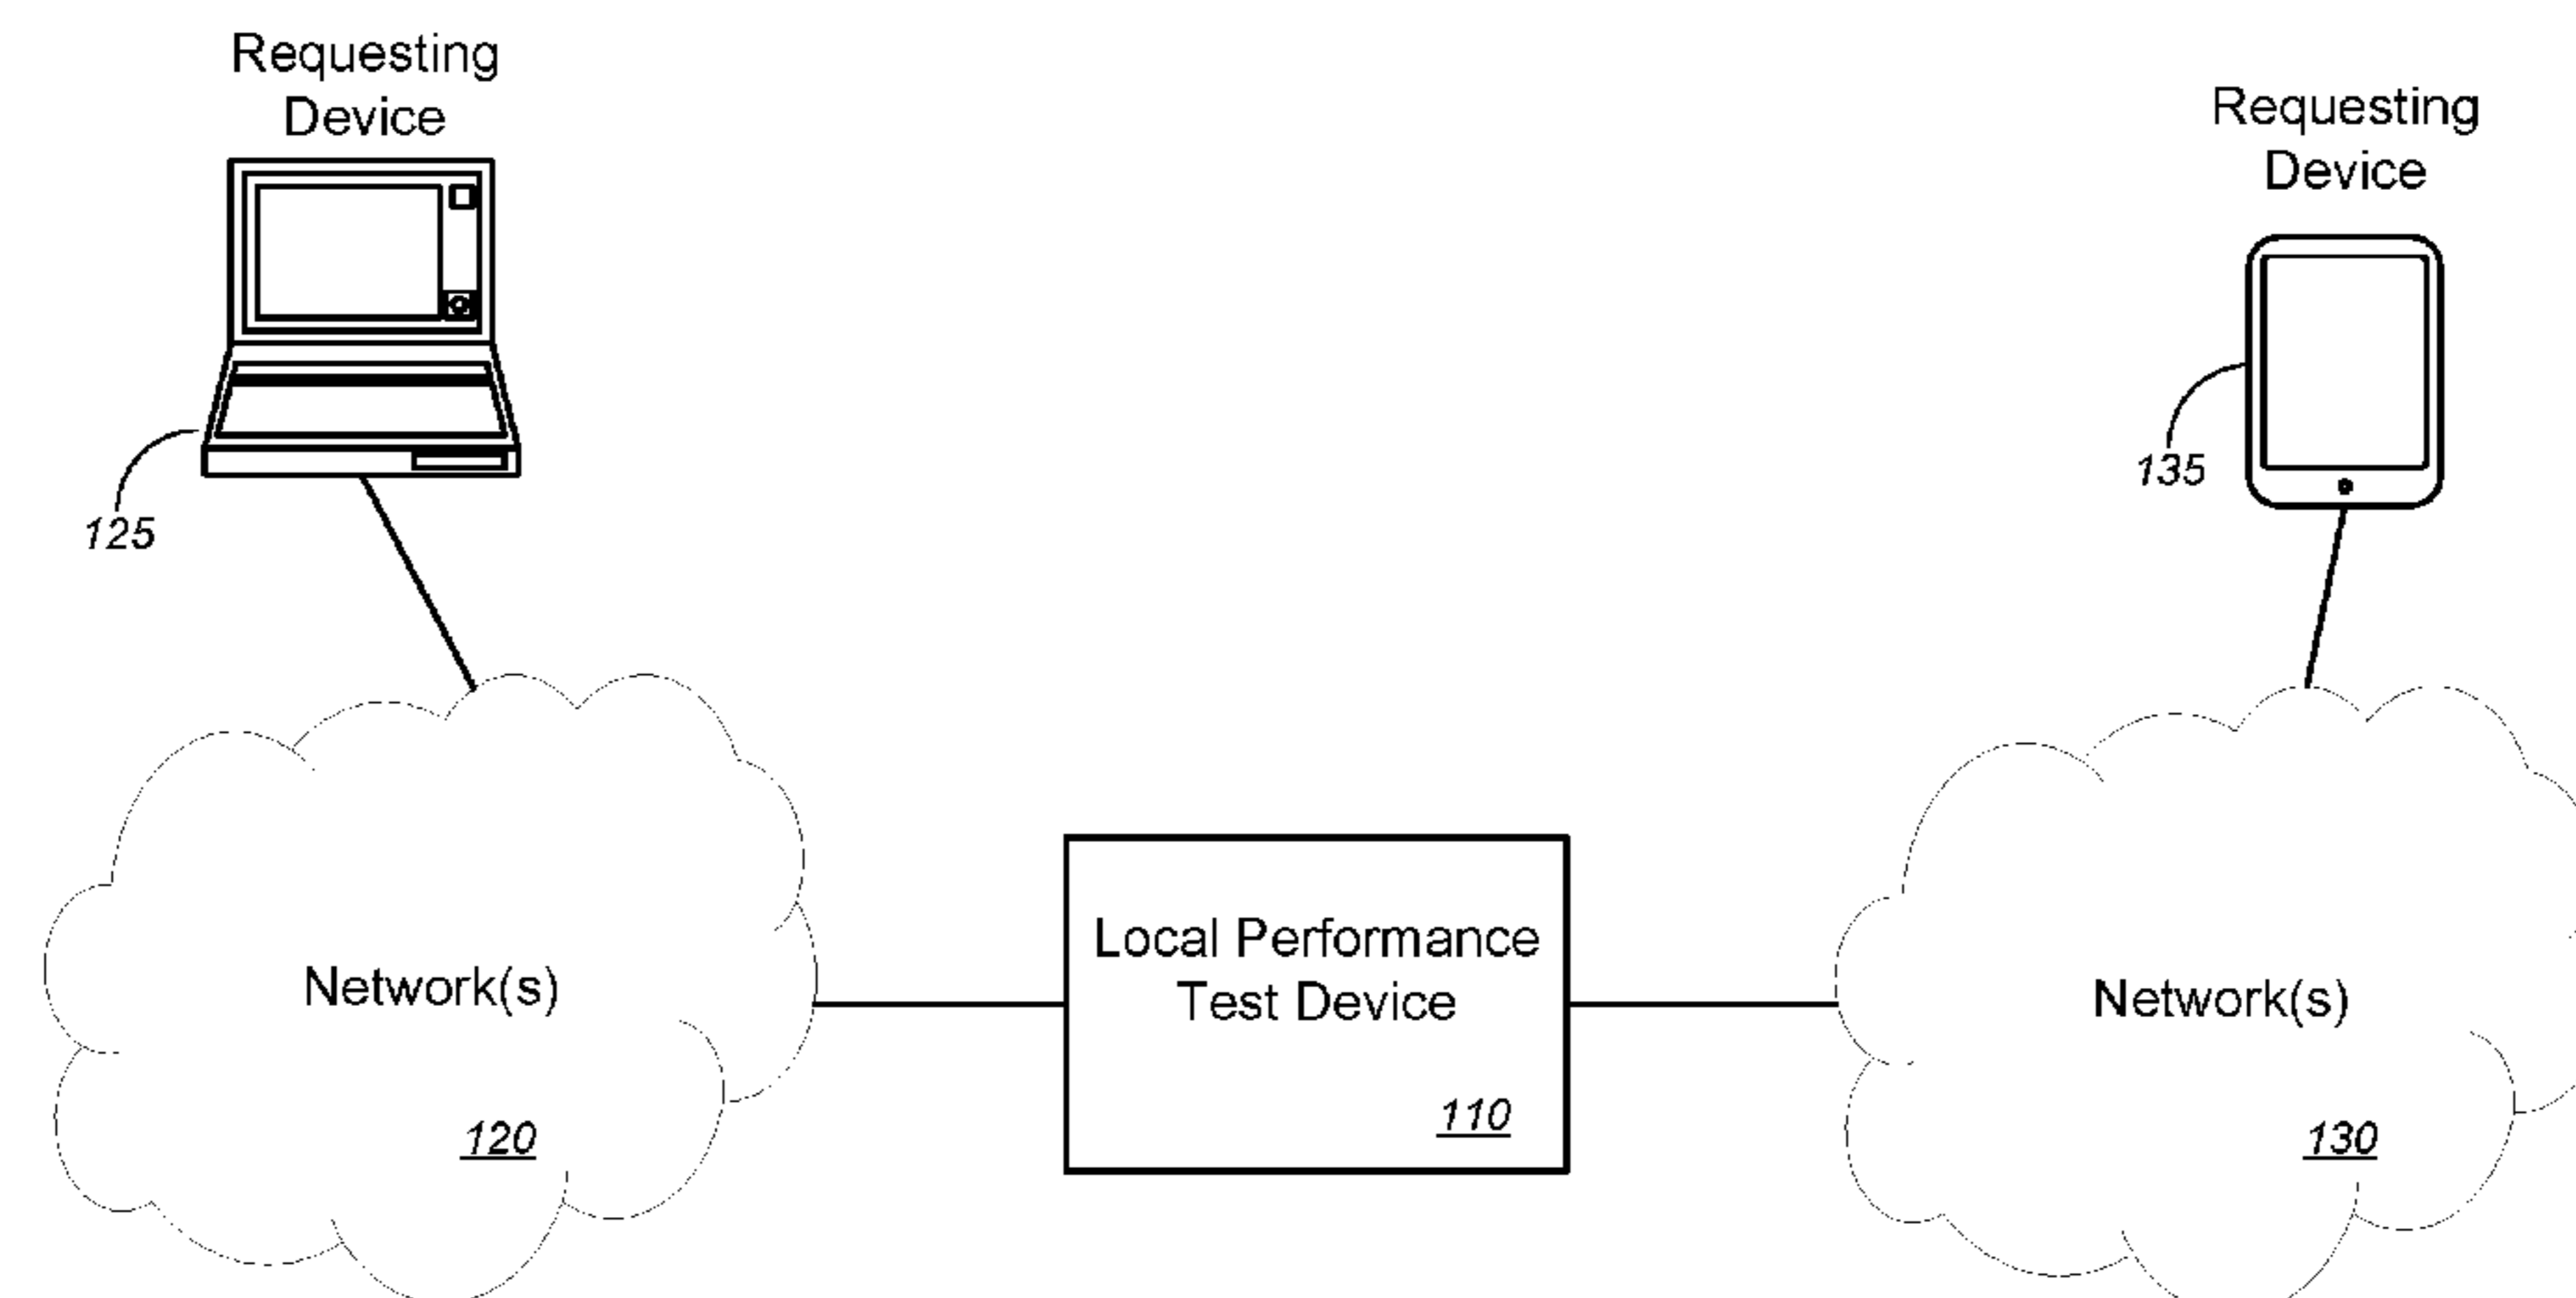 Requesting
Device
125
Requesting
Device
135
Network(s)
120
Local Performance
Test Device
110
Network(s)
130